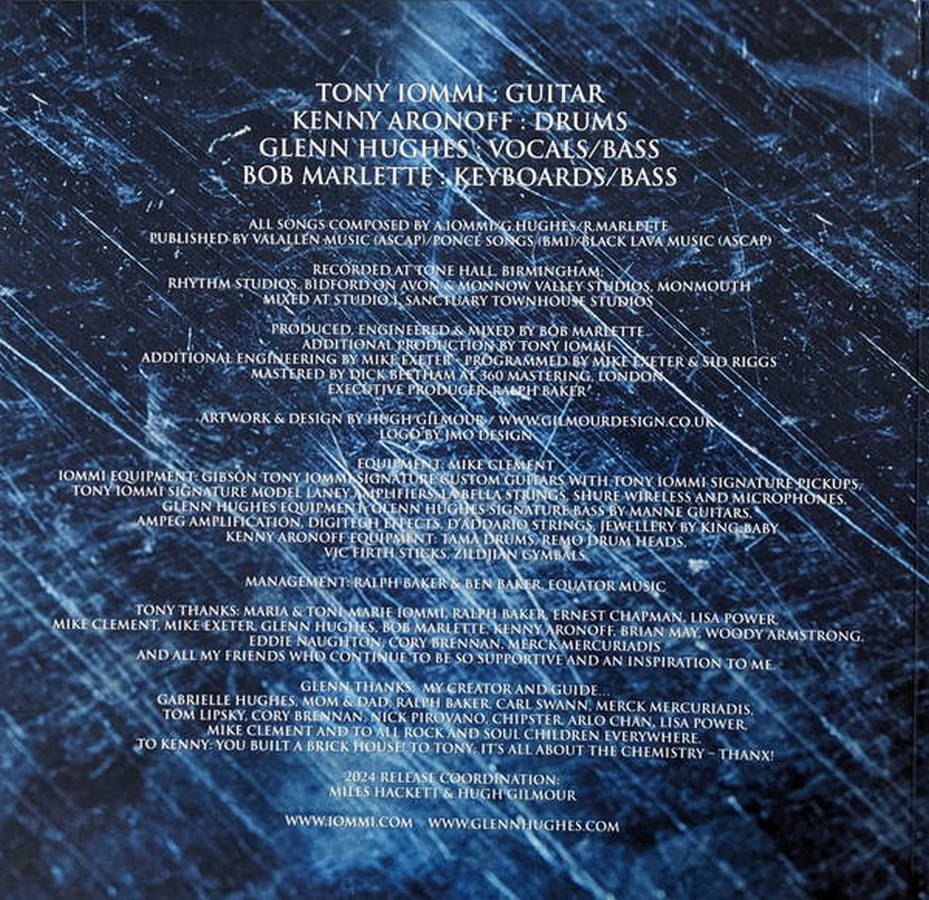 TONY IOMMI : GUITAR
KENNY ARONOFF : DRUMS
GLENN HUGHES : VOCALS/BASS
BOB MARLETTE : KEYBOARDS/BASS
ALL SONGS COMPOSED BY A.IOMMI/G.HUGHES/R.MARLETTE
PUBLISHED BY VALALLEN MUSIC (ASCAP)/PONCE SONGS (BMI)/BLACK LAVA MUSIC (ASCAP)
RECORDED AT TONE HALL, BIRMINGHAM;
RHYTHM STUDIOS, BIDFORD ON AVON & MONNOW VALLEY STUDIOS, MONMOUTH
MIXED AT STUDIO 1, SANCTUARY TOWNHOUSE STUDIOS
PRODUCED, ENGINEERED & MIXED BY BOB MARLETTE
ADDITIONAL PRODUCTION BY TONY IOMMI
ADDITIONAL ENGINEERING BY MIKE EXETER · PROGRAMMED BY MIKE EXETER & SID RIGGS
MASTERED BY DICK BEETHAM AT 360 MASTERING, LONDON
EXECUTIVE PRODUCER: RALPH BAKER
ARTWORK & DESIGN BY HUGH GILMOUR / WWW.GILMOURDESIGN.CO.UK
LOGO BY JMO DESIGN
EQUIPMENT: MIKE CLEMENT
IOMMI EQUIPMENT: GIBSON TONY IOMMI SIGNATURE CUSTOM GUITARS WITH TONY IOMMI SIGNATURE PICKUPS,
TONY IOMMI SIGNATURE MODEL LANEY AMPLIFIERS, LA BELLA STRINGS, SHURE WIRELESS AND MICROPHONES.
GLENN HUGHES EQUIPMENT: GLENN HUGHES SIGNATURE BASS BY MANNE GUITARS,
AMPEG AMPLIFICATION, DIGITECH EFFECTS, D'ADDARIO STRINGS, JEWELLERY BY KING BABY
KENNY ARONOFF EQUIPMENT: TAMA DRUMS, REMO DRUM HEADS,
VIC FIRTH STICKS, ZILDJIAN CYMBALS.
MANAGEMENT: RALPH BAKER & BEN BAKER, EQUATOR MUSIC
TONY THANKS: MARIA & TONI-MARIE IOMMI, RALPH BAKER, ERNEST CHAPMAN, LISA POWER,
MIKE CLEMENT, MIKE EXETER, GLENN HUGHES, BOB MARLETTE, KENNY ARONOFF, BRIAN MAY, WOODY ARMSTRONG,
EDDIE NAUGHTON, CORY BRENNAN, MERCK MERCURIADIS
AND ALL MY FRIENDS WHO CONTINUE TO BE SO SUPPORTIVE AND AN INSPIRATION TO ME.
GLENN THANKS: MY CREATOR AND GUIDE...
GABRIELLE HUGHES, MOM & DAD, RALPH BAKER, CARL SWANN, MERCK MERCURIADIS,
TOM LIPSKY, CORY BRENNAN, NICK PIROVANO, CHIPSTER, ARLO CHAN, LISA POWER,
MIKE CLEMENT AND TO ALL ROCK AND SOUL CHILDREN EVERYWHERE.
TO KENNY: YOU BUILT A BRICK HOUSE! TO TONY: IT'S ALL ABOUT THE CHEMISTRY – THANX!
2024 RELEASE COORDINATION:
MILES HACKETT & HUGH GILMOUR
WWW.IOMMI.COM WWW.GLENNHUGHES.COM